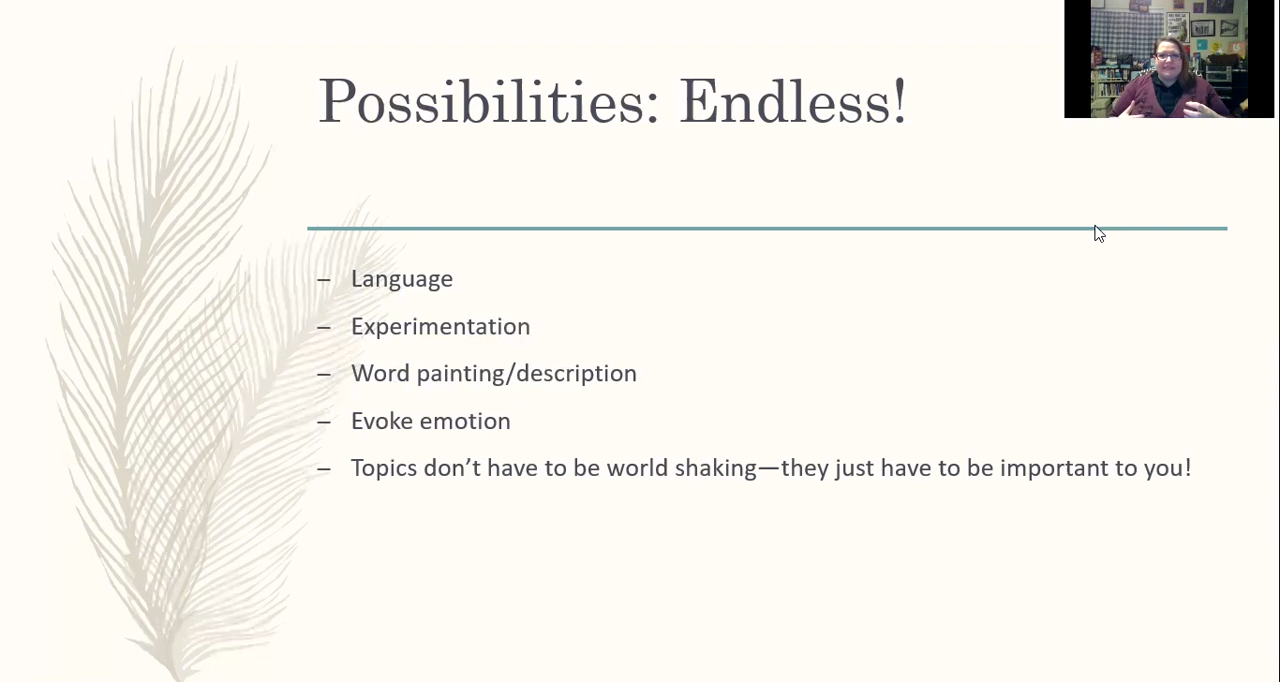 Possibilities: Endless!
– Language
– Experimentation
– Word painting/description
– Evoke emotion
– Topics don’t have to be world shaking—they just have to be important to you!